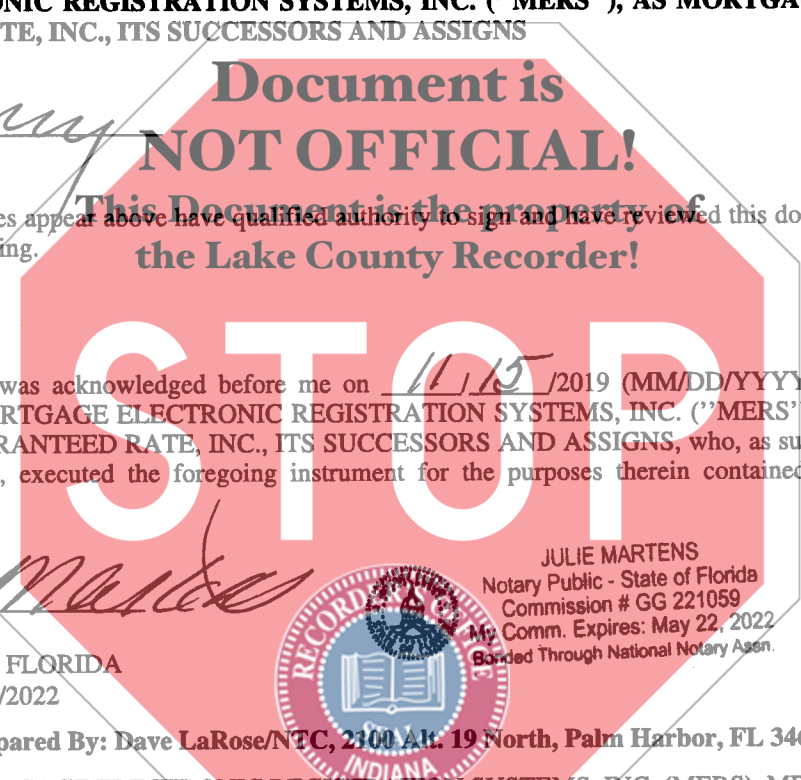 ONIC REGISTRATION SYSTEMS, INC. ("MERS"), AS MORTGA
TE, INC., ITS SUCCESSORS AND ASSIGNS
Document is
NOT OFFICIAL!
This Document is the property of
the Lake County Recorder!
es appear above have qualified authority to sign and have reviewed this do
ing.
STOP
was acknowledged before me on 11 / 15 /2019 (MM/DD/YYYY
RTGAGE ELECTRONIC REGISTRATION SYSTEMS, INC. (''MERS''
RANTEED RATE, INC., ITS SUCCESSORS AND ASSIGNS, who, as su
, executed the foregoing instrument for the purposes therein contained
Martens
JULIE MARTENS
Notary Public - State of Florida
Commission # GG 221059
My Comm. Expires: May 22, 2022
Bonded Through National Notary Assn.
RECORDER'S OFFICE
SEAL
INDIANA
FLORIDA
/2022
pared By: Dave LaRose/NTC, 2100 Alt. 19 North, Palm Harbor, FL 346